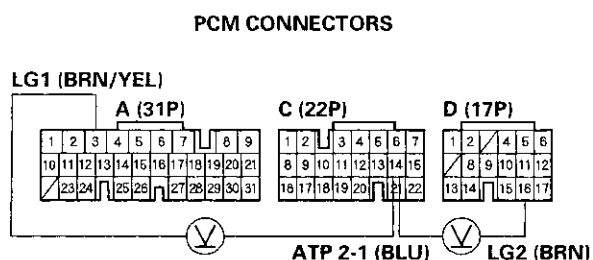 PCM CONNECTORS
LG1 (BRN/YEL)
A (31P) C (22P) D (17P)
1 2 3 4 5 6 7 8 9 1 2 3 4 5 6 7 1 2 4 5 6
10 11 12 13 14 15 16 17 18 19 20 21 8 9 10 11 12 13 14 15 8 9 10 11 12
23 24 25 26 27 28 29 30 31 16 17 18 19 20 21 22 13 14 15 16 17
V V
ATP 2-1 (BLU) LG2 (BRN)